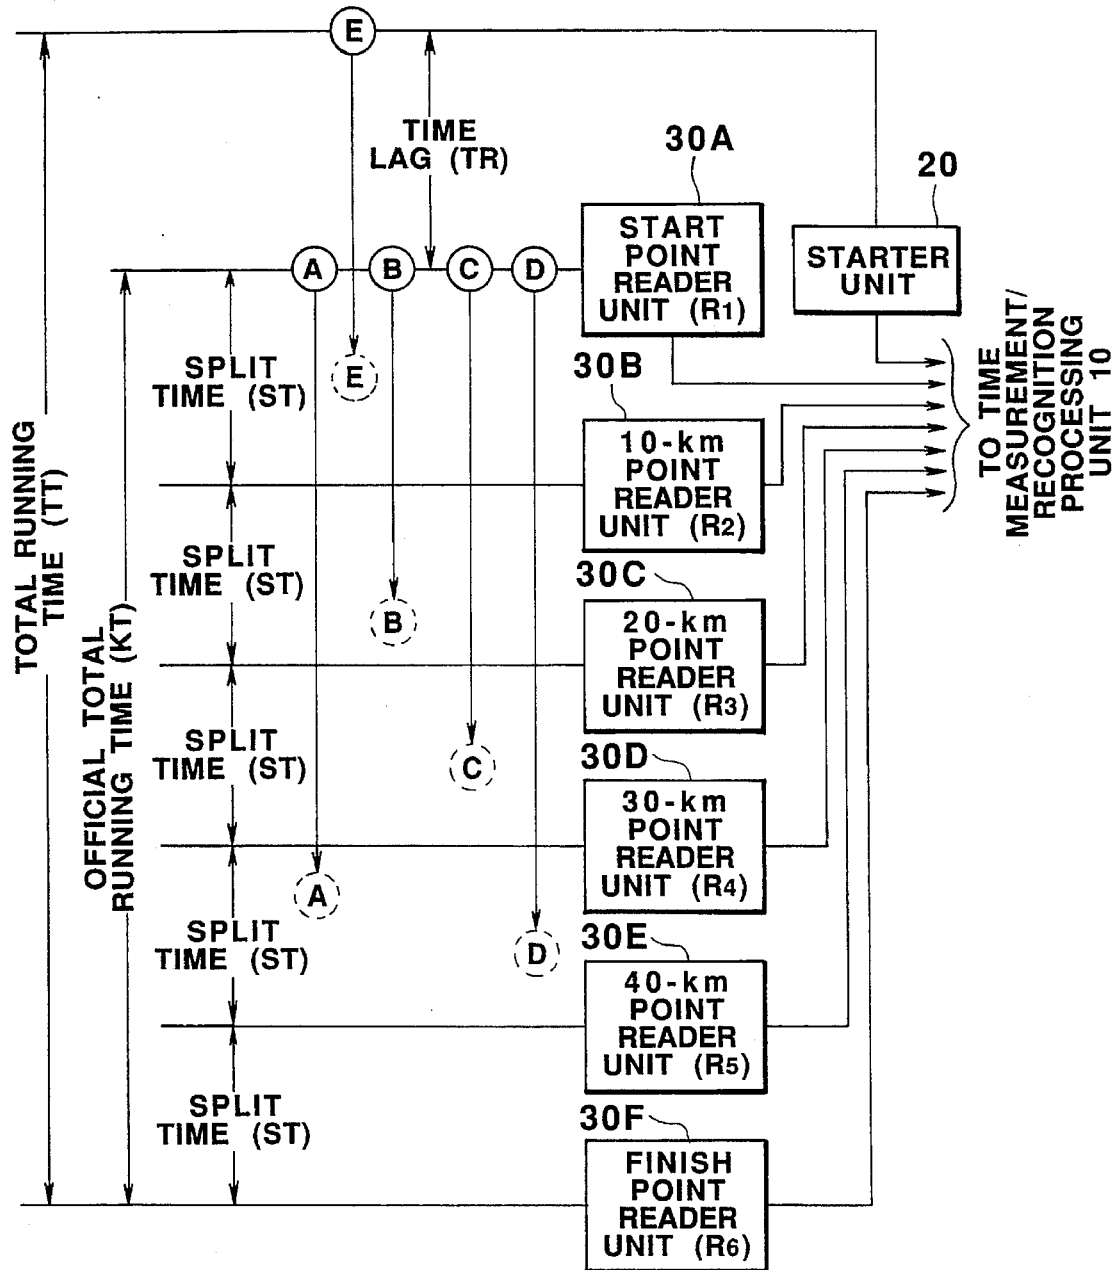 E
TIME
LAG (TR)
30A
20
START
POINT
READER
UNIT (R1)
STARTER
UNIT
A
B
C
D
SPLIT
TIME (ST)
E
30B
10-km
POINT
READER
UNIT (R2)
TO TIME
MEASUREMENT/
RECOGNITION
PROCESSING
UNIT 10
TOTAL RUNNING
TIME (TT)
OFFICIAL TOTAL
RUNNING TIME (KT)
SPLIT
TIME (ST)
B
30C
20-km
POINT
READER
UNIT (R3)
SPLIT
TIME (ST)
C
30D
30-km
POINT
READER
UNIT (R4)
A
SPLIT
TIME (ST)
D
30E
40-km
POINT
READER
UNIT (R5)
SPLIT
TIME (ST)
30F
FINISH
POINT
READER
UNIT (R6)